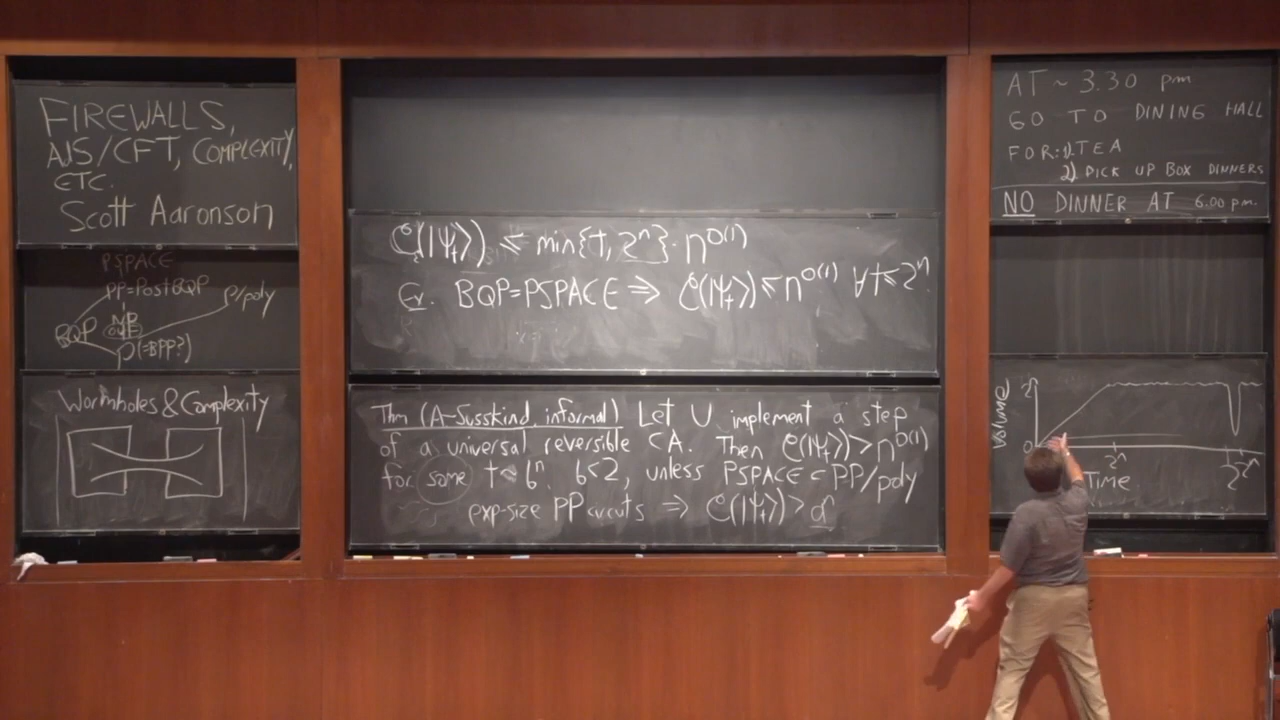 FIREWALLS,
AdS/CFT, COMPLEXITY,
ETC.
Scott Aaronson
PSPACE
PP=PostBQP
P/poly
BQP
NP
P(=BPP?)
Wormholes & Complexity
C(|Ψt⟩) ≤ min{t, 2^n}·n^O(1)
Ex. BQP=PSPACE ⇒ C(|Ψt⟩) ≤ n^O(1) ∀t≤2^n
Thm (A-Susskind, informal) Let U implement a step
of a universal reversible CA. Then C(|Ψt⟩) > n^O(1)
for some t≤b^n, b<2, unless PSPACE ⊂ PP/poly
exp-size PP circuits ⇒ C(|Ψt⟩) >
AT ~ 3.30 pm
GO TO DINING HALL
FOR: 1) TEA
2) PICK UP BOX DINNERS
NO DINNER AT 6.00 pm.
Volume
2^n
0
2^n
Time
2^2^n